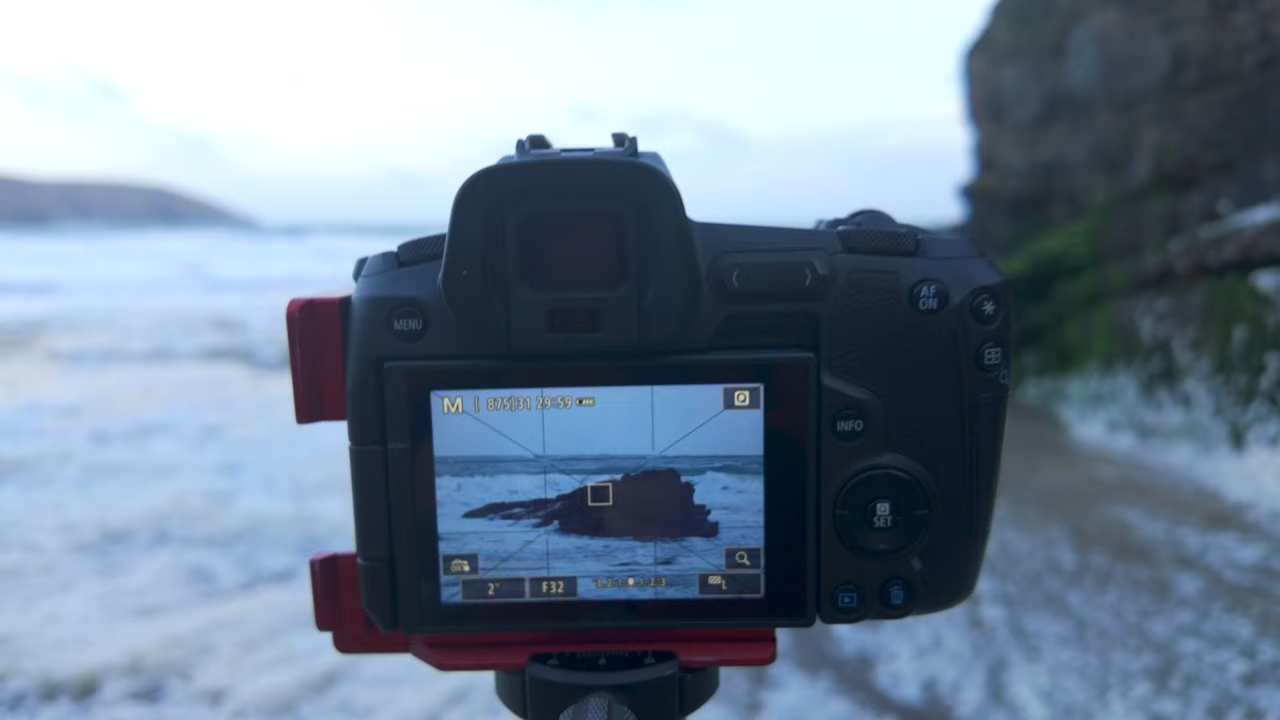 AF
ON
MENU
M [ 875] 31 29:59
INFO
SET
2" F32
L